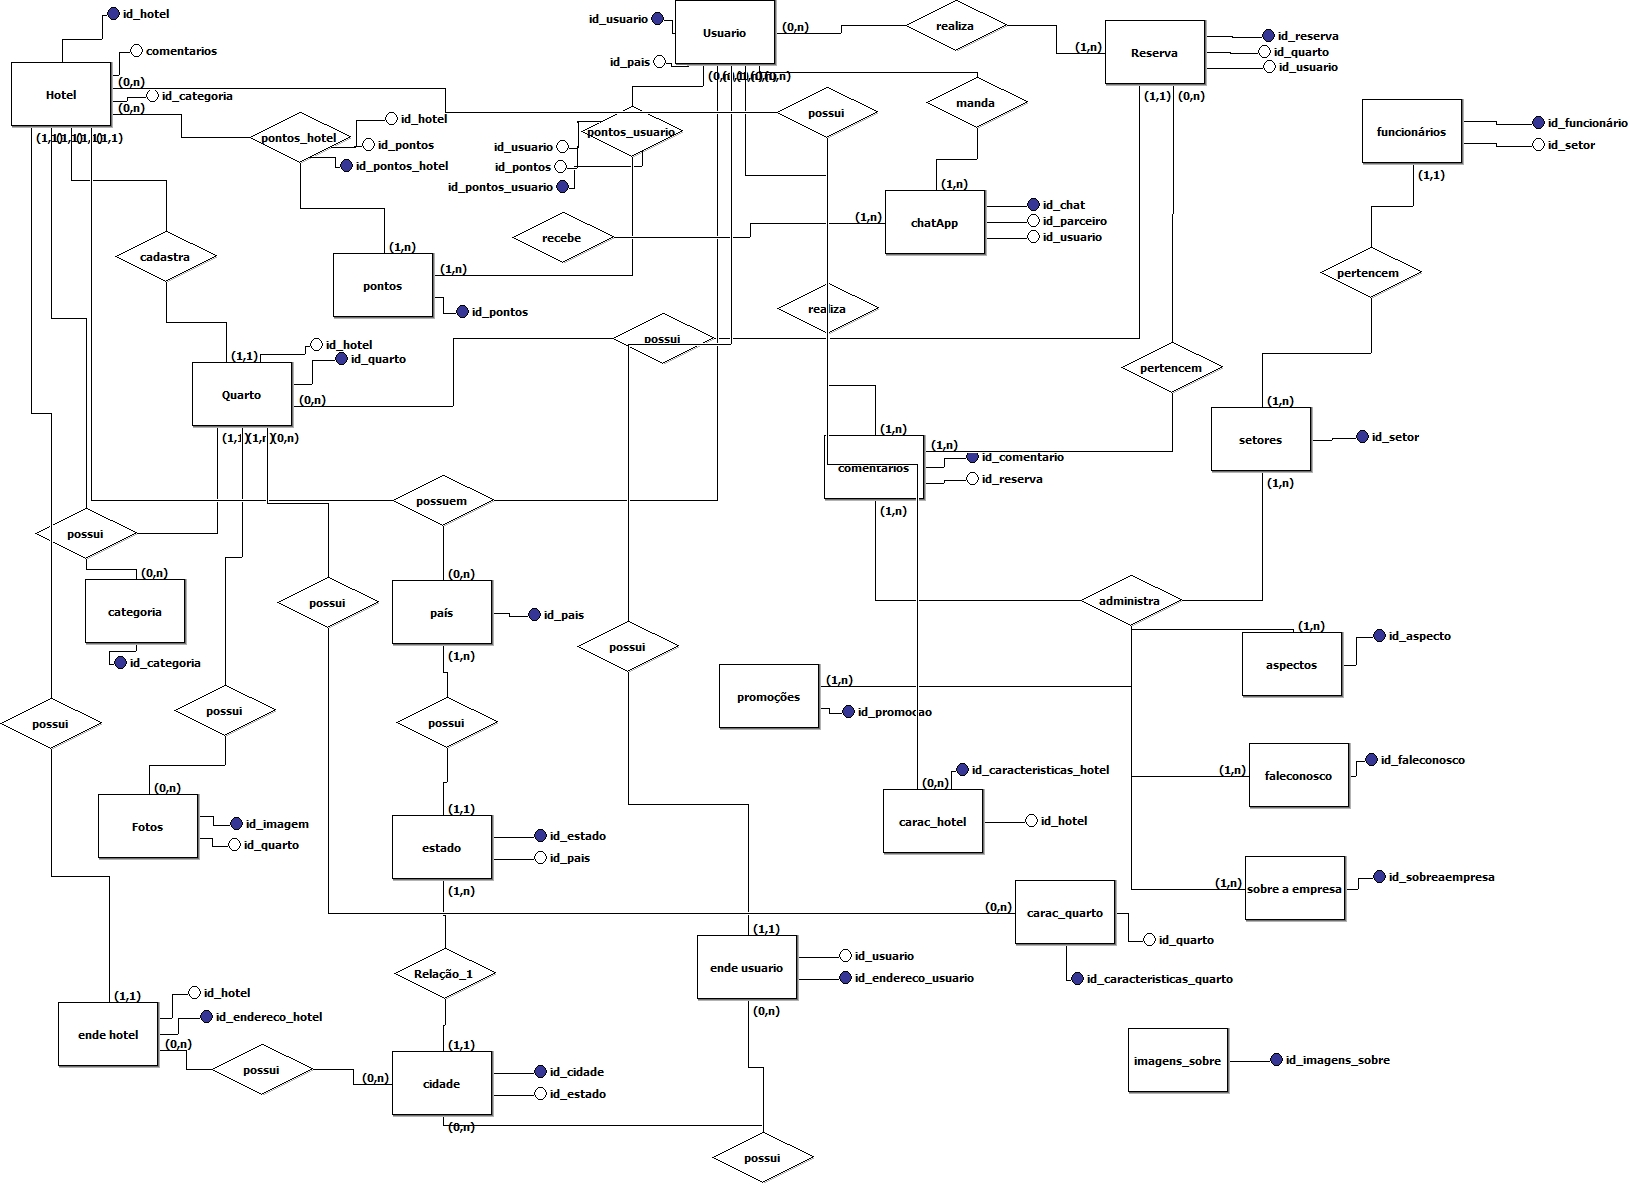 id_hotel
comentarios
Hotel
(0,n)
id_categoria
(0,n)
(1,1)
(1,1)
(1,1)
(1,1)
id_usuario
Usuario
(0,n)
id_pais
realiza
(1,n)
Reserva
id_reserva
id_quarto
id_usuario
(1,1)
(0,n)
possui
manda
pontos_hotel
id_hotel
id_pontos
id_pontos_hotel
pontos_usuario
id_usuario
id_pontos
id_pontos_usuario
funcionários
id_funcionário
id_setor
(1,1)
(1,n)
chatApp
id_chat
id_parceiro
id_usuario
(1,n)
recebe
cadastra
(1,n)
pontos
(1,n)
id_pontos
pertencem
realiza
possui
id_hotel
id_quarto
(1,1)
Quarto
(0,n)
(1,1)
(1,n)
(0,n)
pertencem
(1,n)
comentarios
(1,n)
id_comentario
id_reserva
(1,n)
(1,n)
setores
id_setor
(1,n)
possuem
possui
(0,n)
categoria
id_categoria
possui
(0,n)
país
id_pais
(1,n)
possui
administra
(1,n)
aspectos
id_aspecto
promoções
(1,n)
id_promocao
possui
possui
possui
(1,n)
faleconosco
id_faleconosco
id_caracteristicas_hotel
(0,n)
carac_hotel
id_hotel
(0,n)
Fotos
id_imagem
id_quarto
(1,1)
estado
id_estado
id_pais
(1,n)
(1,n)
sobre a empresa
id_sobreaempresa
(0,n)
carac_quarto
id_quarto
id_caracteristicas_quarto
(1,1)
ende usuario
id_usuario
id_endereco_usuario
(0,n)
Relação_1
(1,1)
ende hotel
id_hotel
id_endereco_hotel
(0,n)
possui
(0,n)
(1,1)
cidade
id_cidade
id_estado
(0,n)
imagens_sobre
id_imagens_sobre
possui